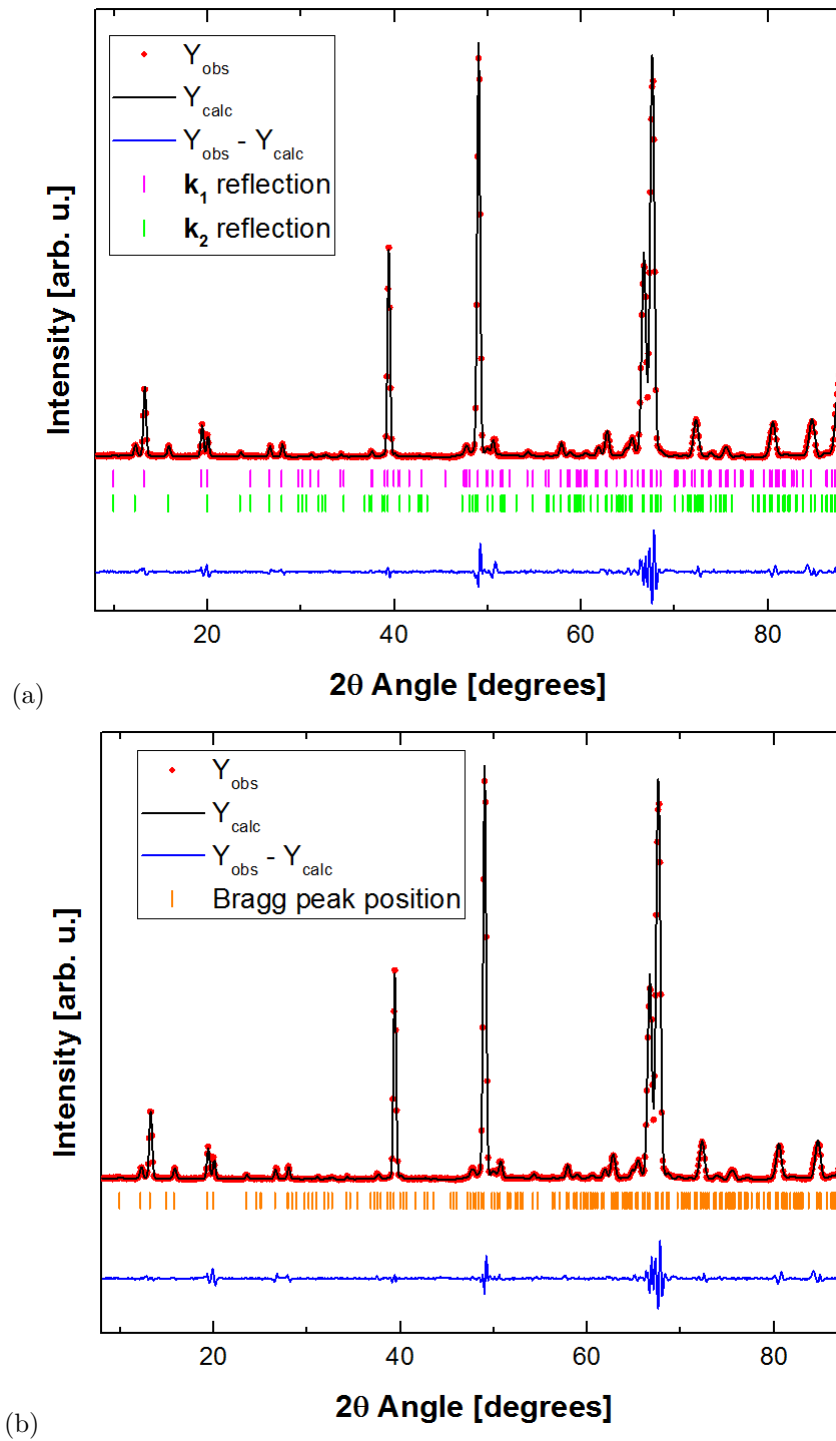 Y_obs
Y_calc
Y_obs - Y_calc
k_1 reflection
k_2 reflection
Intensity [arb. u.]
20 40 60 80
2θ Angle [degrees]
(a)
Y_obs
Y_calc
Y_obs - Y_calc
Bragg peak position
Intensity [arb. u.]
20 40 60 80
2θ Angle [degrees]
(b)